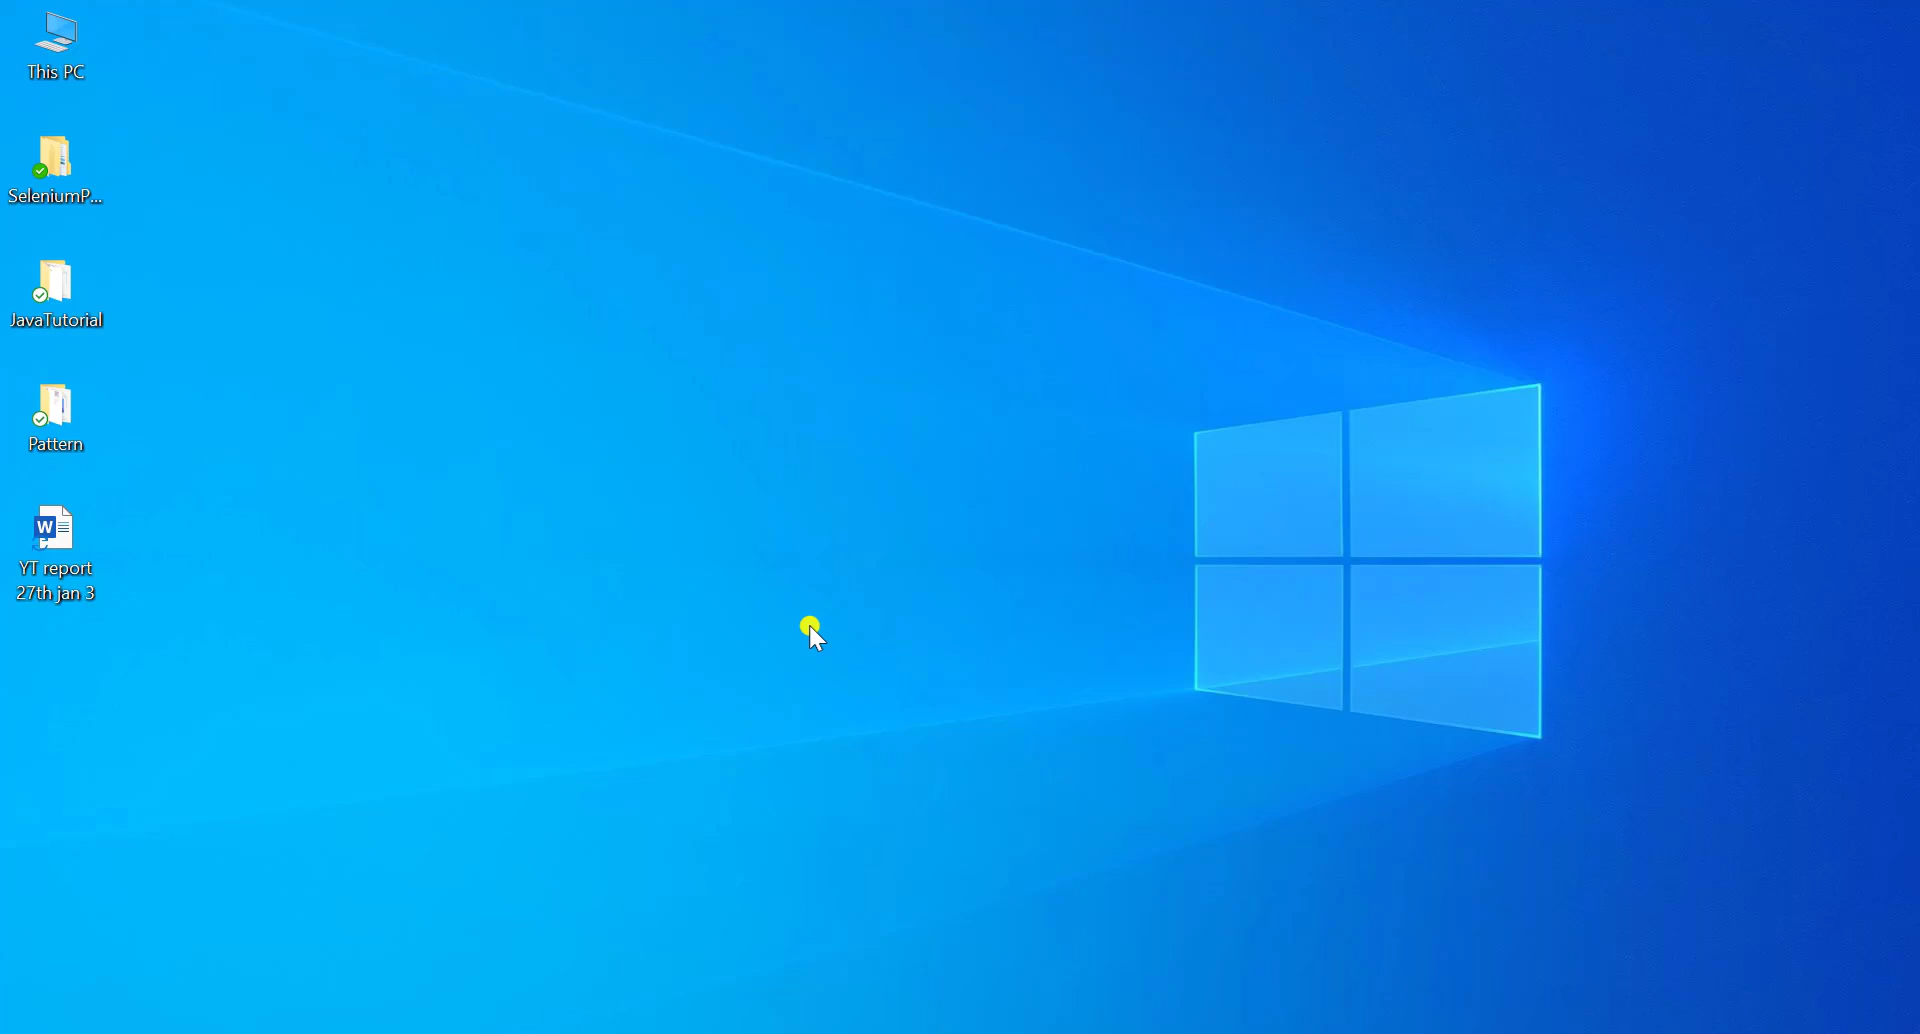 This PC
SeleniumP...
JavaTutorial
Pattern
W
YT report
27th jan 3